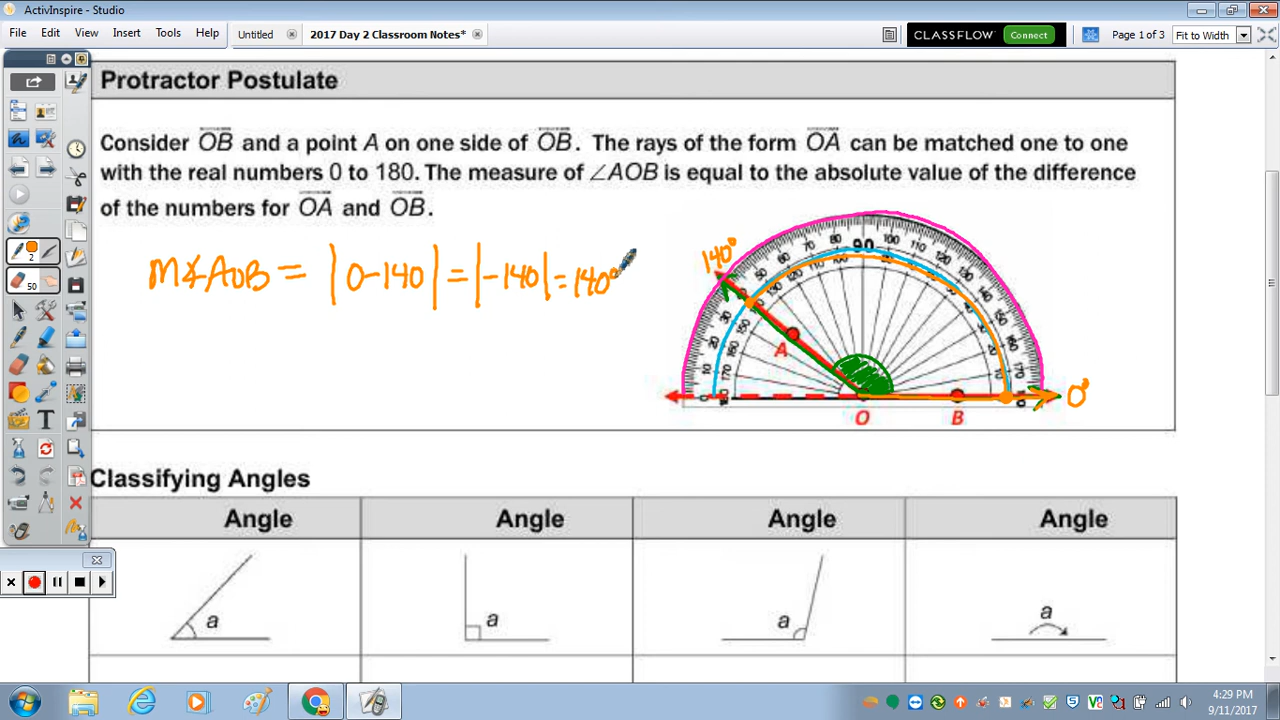 ActivInspire - Studio
File Edit View Insert Tools Help Untitled 2017 Day 2 Classroom Notes* CLASSFLOW Connect Page 1 of 3 Fit to Width
Protractor Postulate
Consider OB and a point A on one side of OB. The rays of the form OA can be matched one to one
with the real numbers 0 to 180. The measure of ∠AOB is equal to the absolute value of the difference
of the numbers for OA and OB.
m∡AOB = |0-140| = |-140| = 140°
140°
A
O
B
0°
Classifying Angles
Angle Angle Angle Angle
a a a a
2
50
4:29 PM
9/11/2017